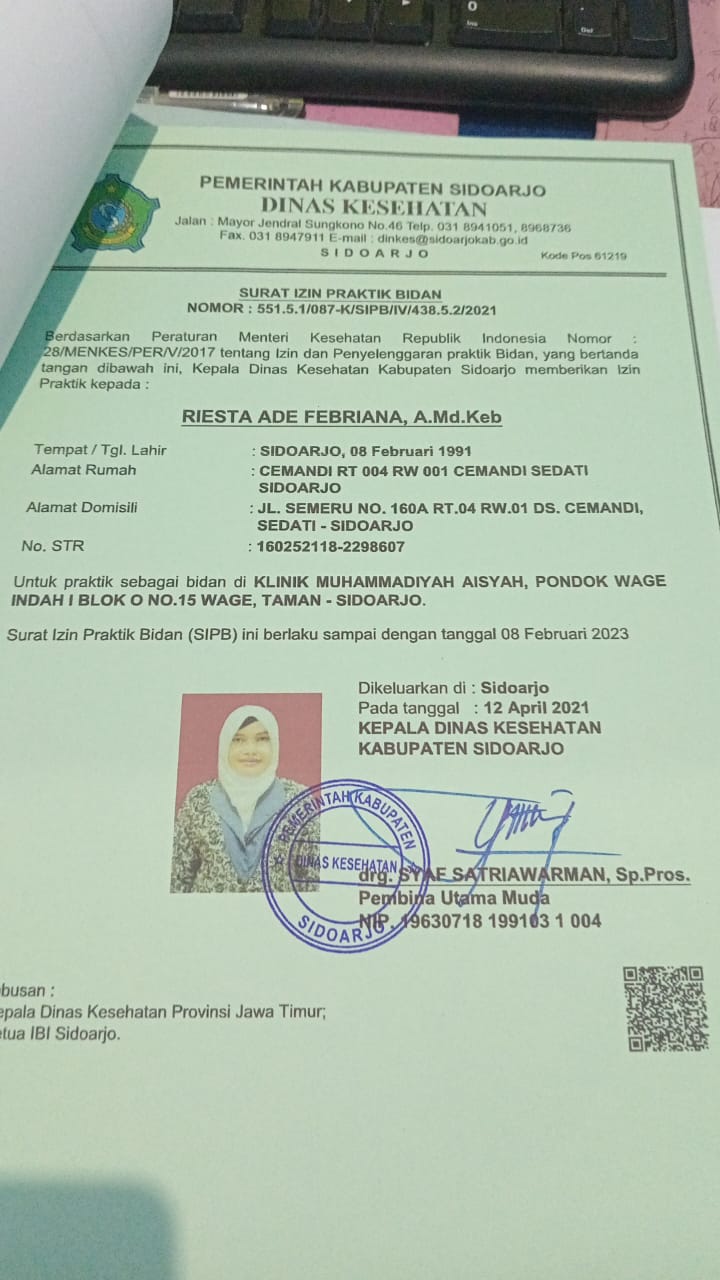 PEMERINTAH KABUPATEN SIDOARJO
DINAS KESEHATAN
Jalan : Mayor Jendral Sungkono No.46 Telp. 031 8941051, 8968736
Fax. 031 8947911 E-mail : dinkes@sidoarjokab.go.id
S I D O A R J O
Kode Pos 61219
SURAT IZIN PRAKTIK BIDAN
NOMOR : 551.5.1/087-K/SIPB/IV/438.5.2/2021
Berdasarkan Peraturan Menteri Kesehatan Republik Indonesia Nomor :
28/MENKES/PER/V/2017 tentang Izin dan Penyelenggaran praktik Bidan, yang bertanda
tangan dibawah ini, Kepala Dinas Kesehatan Kabupaten Sidoarjo memberikan Izin
Praktik kepada :
RIESTA ADE FEBRIANA, A.Md.Keb
Tempat / Tgl. Lahir : SIDOARJO, 08 Februari 1991
Alamat Rumah : CEMANDI RT 004 RW 001 CEMANDI SEDATI
SIDOARJO
Alamat Domisili : JL. SEMERU NO. 160A RT.04 RW.01 DS. CEMANDI,
SEDATI - SIDOARJO
No. STR : 160252118-2298607
Untuk praktik sebagai bidan di KLINIK MUHAMMADIYAH AISYAH, PONDOK WAGE
INDAH I BLOK O NO.15 WAGE, TAMAN - SIDOARJO.
Surat Izin Praktik Bidan (SIPB) ini berlaku sampai dengan tanggal 08 Februari 2023
Dikeluarkan di : Sidoarjo
Pada tanggal : 12 April 2021
KEPALA DINAS KESEHATAN
KABUPATEN SIDOARJO
PEMERINTAH KABUPATEN
DINAS KESEHATAN
SIDOARJO
drg. SYAF SATRIAWARMAN, Sp.Pros.
Pembina Utama Muda
NIP. 19630718 199103 1 004
busan :
epala Dinas Kesehatan Provinsi Jawa Timur;
etua IBI Sidoarjo.